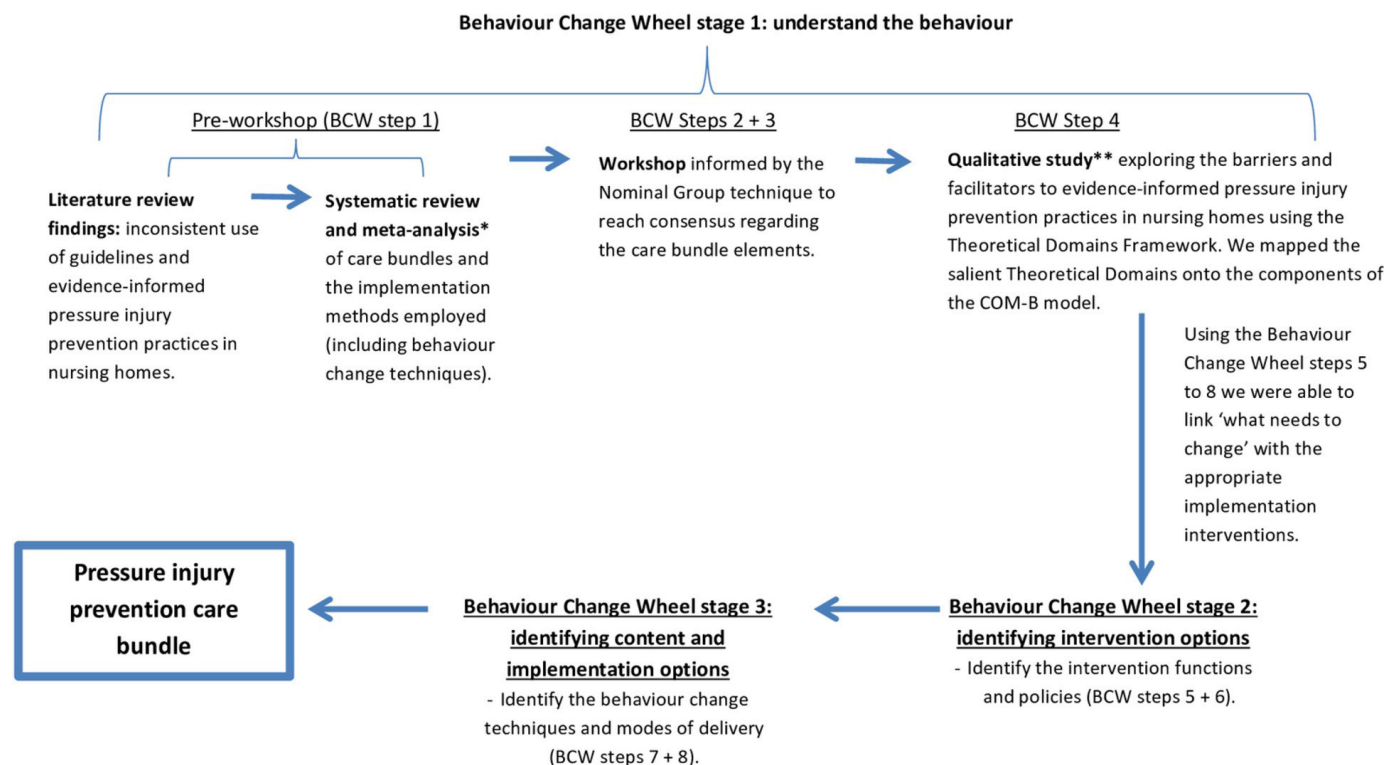 Behaviour Change Wheel stage 1: understand the behaviour
Pre-workshop (BCW step 1)
Literature review
findings: inconsistent use
of guidelines and
evidence-informed
pressure injury
prevention practices in
nursing homes.
Systematic review
and meta-analysis*
of care bundles and
the implementation
methods employed
(including behaviour
change techniques).
BCW Steps 2 + 3
Workshop informed by the
Nominal Group technique to
reach consensus regarding
the care bundle elements.
BCW Step 4
Qualitative study** exploring the barriers and
facilitators to evidence-informed pressure injury
prevention practices in nursing homes using the
Theoretical Domains Framework. We mapped the
salient Theoretical Domains onto the components of
the COM-B model.
Using the Behaviour
Change Wheel steps 5
to 8 we were able to
link ‘what needs to
change’ with the
appropriate
implementation
interventions.
Behaviour Change Wheel stage 2:
identifying intervention options
- Identify the intervention functions
and policies (BCW steps 5 + 6).
Behaviour Change Wheel stage 3:
identifying content and
implementation options
- Identify the behaviour change
techniques and modes of delivery
(BCW steps 7 + 8).
Pressure injury
prevention care
bundle